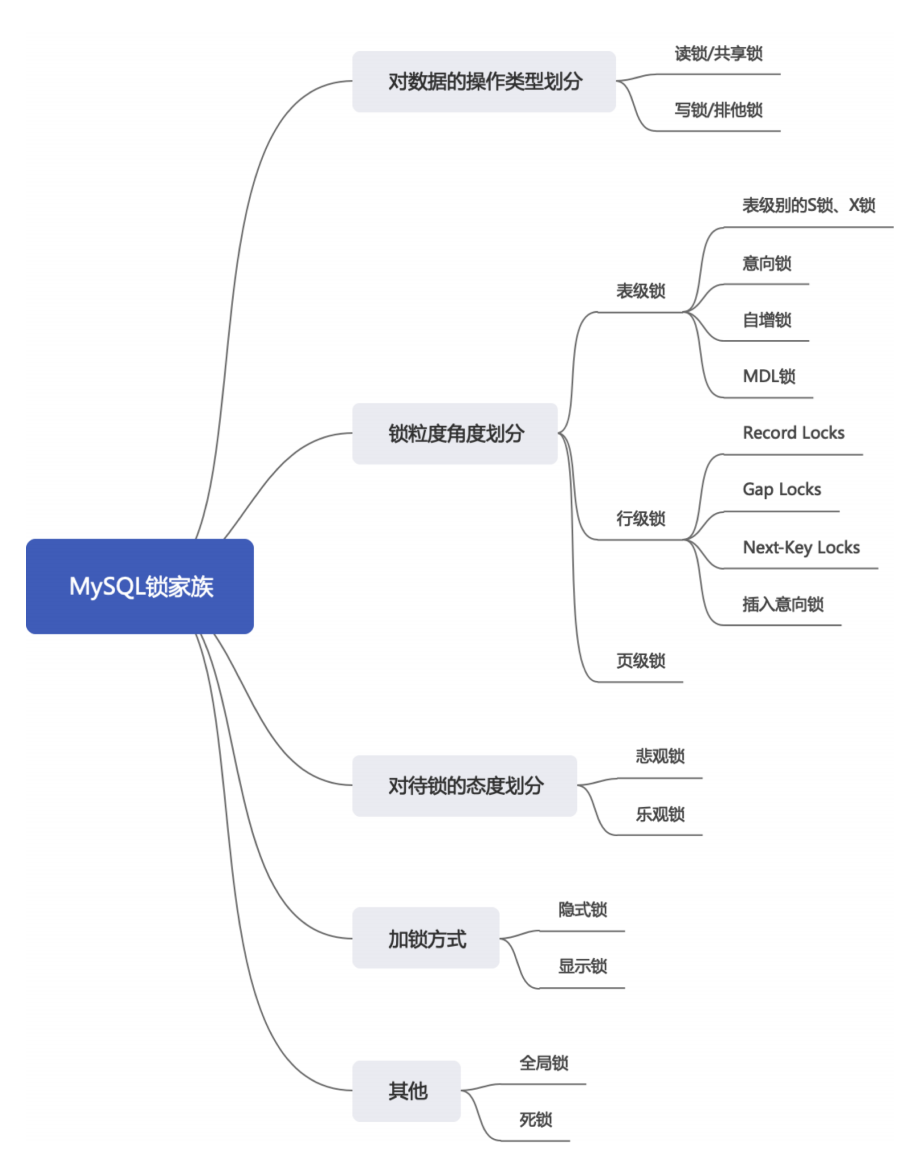 MySQL锁家族
对数据的操作类型划分
读锁/共享锁
写锁/排他锁
锁粒度角度划分
表级锁
表级别的S锁、X锁
意向锁
自增锁
MDL锁
行级锁
Record Locks
Gap Locks
Next-Key Locks
插入意向锁
页级锁
对待锁的态度划分
悲观锁
乐观锁
加锁方式
隐式锁
显示锁
其他
全局锁
死锁